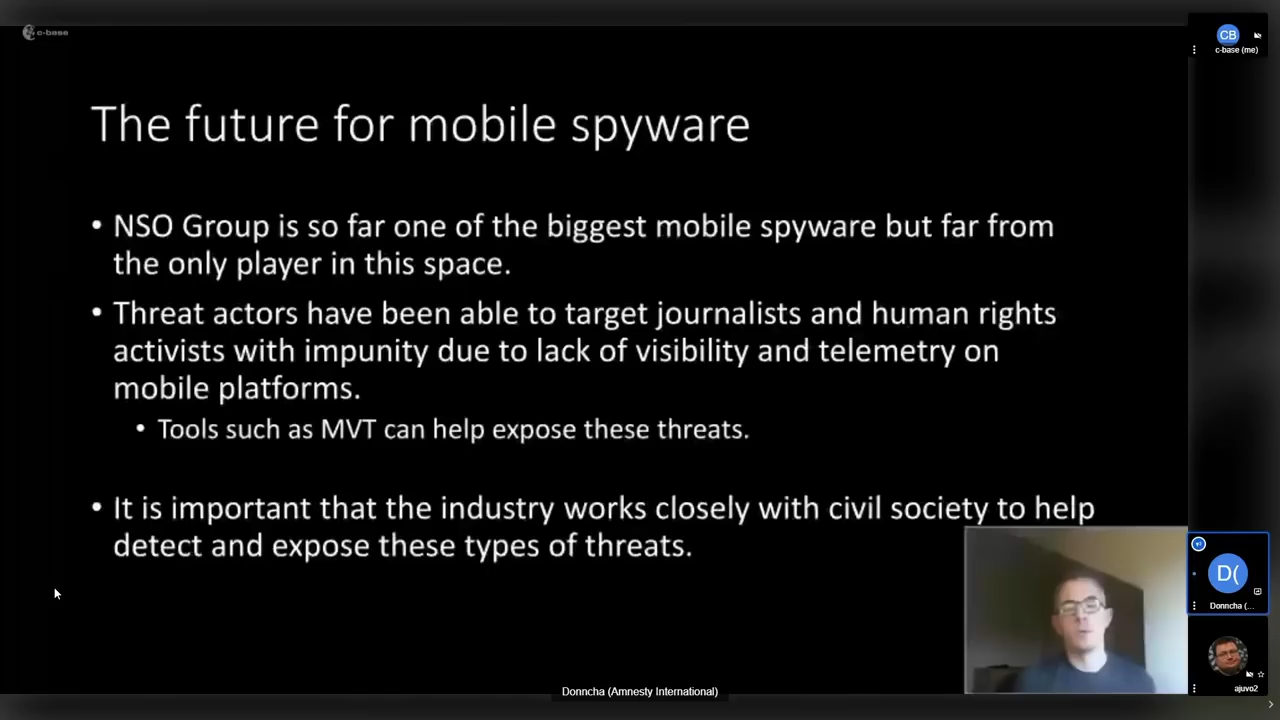 c-base
The future for mobile spyware
• NSO Group is so far one of the biggest mobile spyware but far from
the only player in this space.
• Threat actors have been able to target journalists and human rights
activists with impunity due to lack of visibility and telemetry on
mobile platforms.
• Tools such as MVT can help expose these threats.
• It is important that the industry works closely with civil society to help
detect and expose these types of threats.
CB
c-base (me)
D(
Donncha (...
ajuvo2
Donncha (Amnesty International)